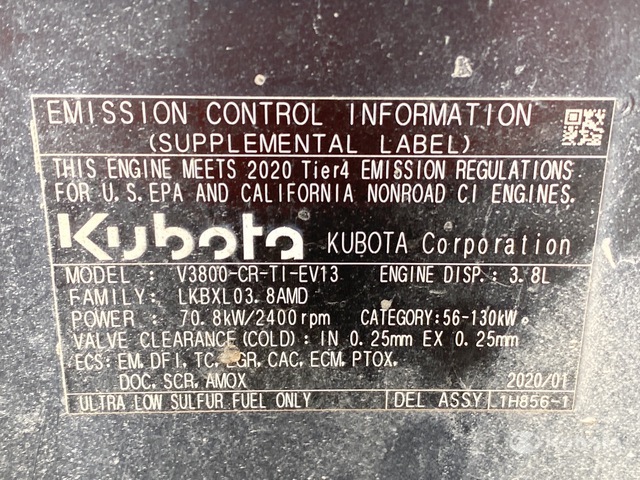 EMISSION CONTROL INFORMATION
(SUPPLEMENTAL LABEL)
THIS ENGINE MEETS 2020 Tier4 EMISSION REGULATIONS
FOR U.S.EPA AND CALIFORNIA NONROAD CI ENGINES.
Kubota KUBOTA Corporation
MODEL : V3800-CR-TI-EV13 ENGINE DISP.: 3.8L
FAMILY: LKBXL03.8AMD
POWER : 70.8kW/2400rpm CATEGORY:56-130kW
VALVE CLEARANCE(COLD): IN 0.25mm EX 0.25mm
ECS: EM, DFI, TC, EGR, CAC, ECM, PTOX,
DOC, SCR, AMOX 2020/01
ULTRA LOW SULFUR FUEL ONLY DEL ASSY 1H856-1